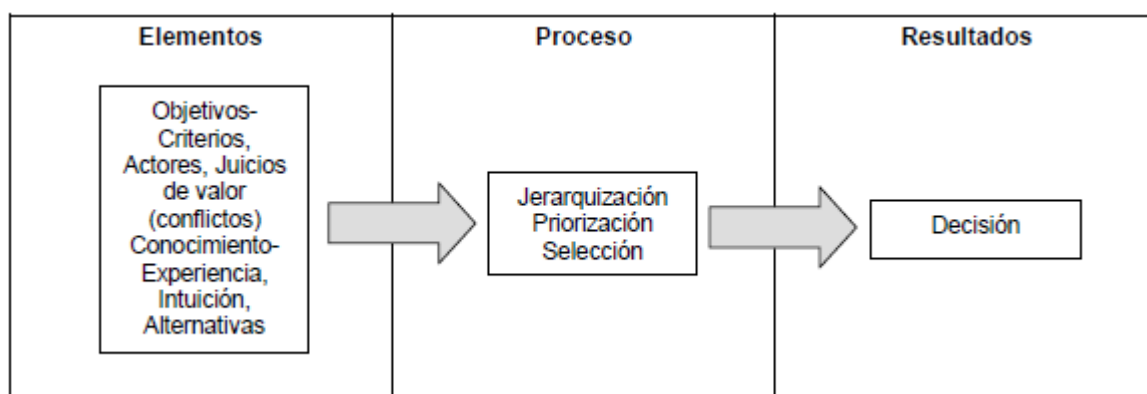 Elementos
Proceso
Resultados
Objetivos-
Criterios,
Actores, Juicios
de valor
(conflictos)
Conocimiento-
Experiencia,
Intuición,
Alternativas
Jerarquización
Priorización
Selección
Decisión